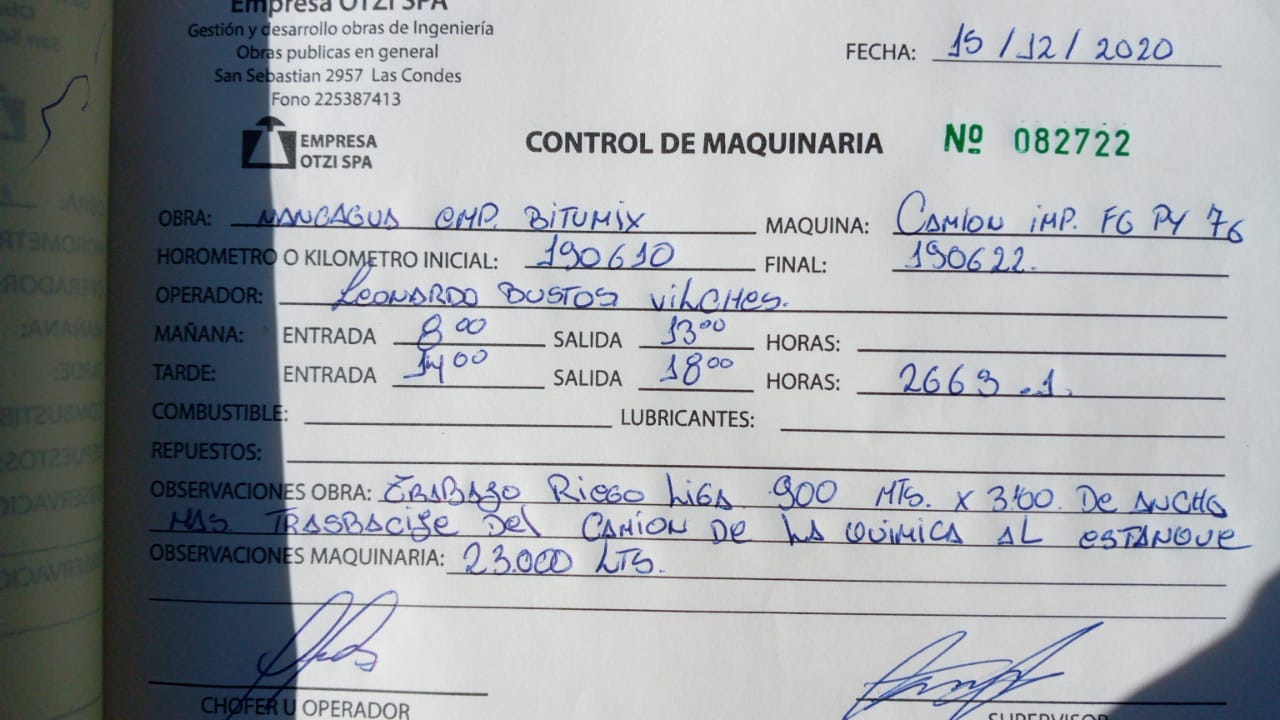 Empresa OTZI SPA
Gestión y desarrollo obras de Ingeniería
Obras publicas en general
San Sebastian 2957 Las Condes
Fono 225387413
FECHA: 15/12/2020
EMPRESA
OTZI SPA
CONTROL DE MAQUINARIA Nº 082722
OBRA: NANCAGUA EMP. BITUMIX MAQUINA: CAMION IMP. FG PY 76
HOROMETRO O KILOMETRO INICIAL: 190610 FINAL: 190622.
OPERADOR: LEONARDO BUSTOS VILCHES.
MAÑANA: ENTRADA 8 00 SALIDA 13 00 HORAS:
TARDE: ENTRADA 14 00 SALIDA 18 00 HORAS: 2663 .1.
COMBUSTIBLE: LUBRICANTES:
REPUESTOS:
OBSERVACIONES OBRA: TRABAZO RIEGO LIGA 900 MTS. X 3.00. DE ANCHO
MAS TRASBACIJE DEL CAMION DE LA QUIMICA AL ESTANQUE
OBSERVACIONES MAQUINARIA: 23.000 LTS.
CHOFER U OPERADOR SUPERVISOR